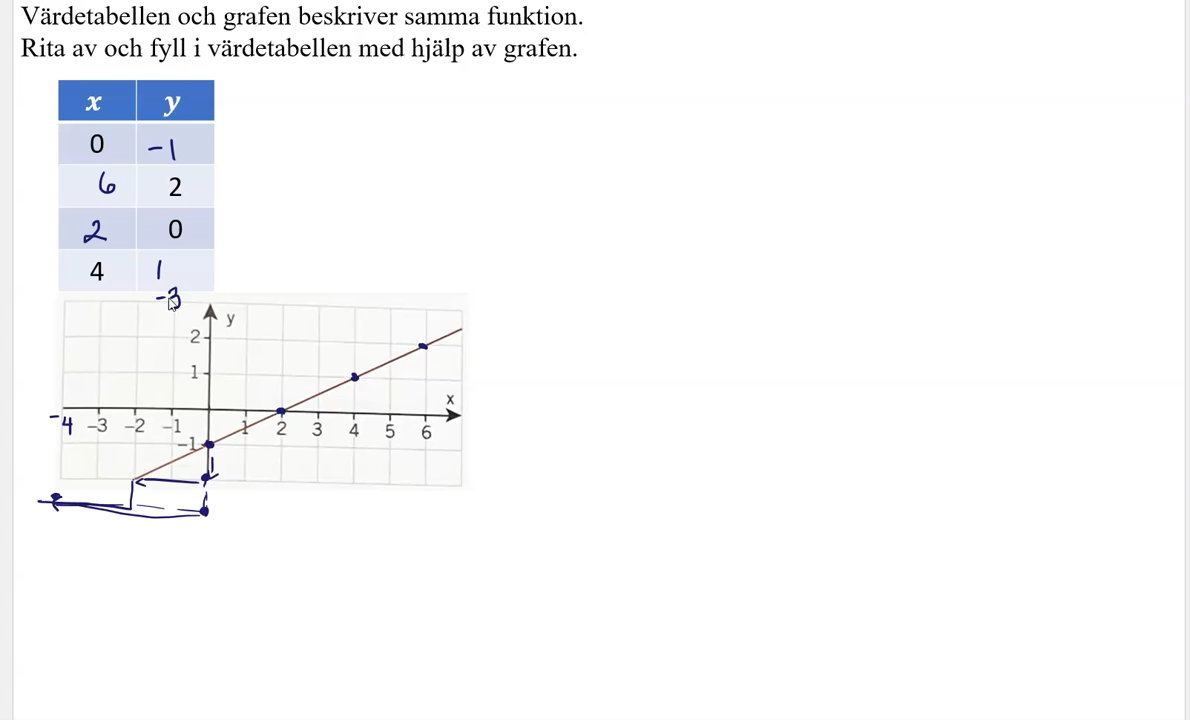 Värdetabellen och grafen beskriver samma funktion.
Rita av och fyll i värdetabellen med hjälp av grafen.
x y
0 -1
6 2
2 0
4 1
-3
y
2
1
x
-4 -3 -2 -1 1 2 3 4 5 6
-1